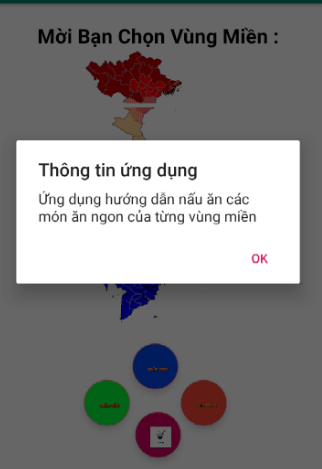 Mời Bạn Chọn Vùng Miền :
Thông tin ứng dụng
Ứng dụng hướng dẫn nấu ăn các
món ăn ngon của từng vùng miền
OK